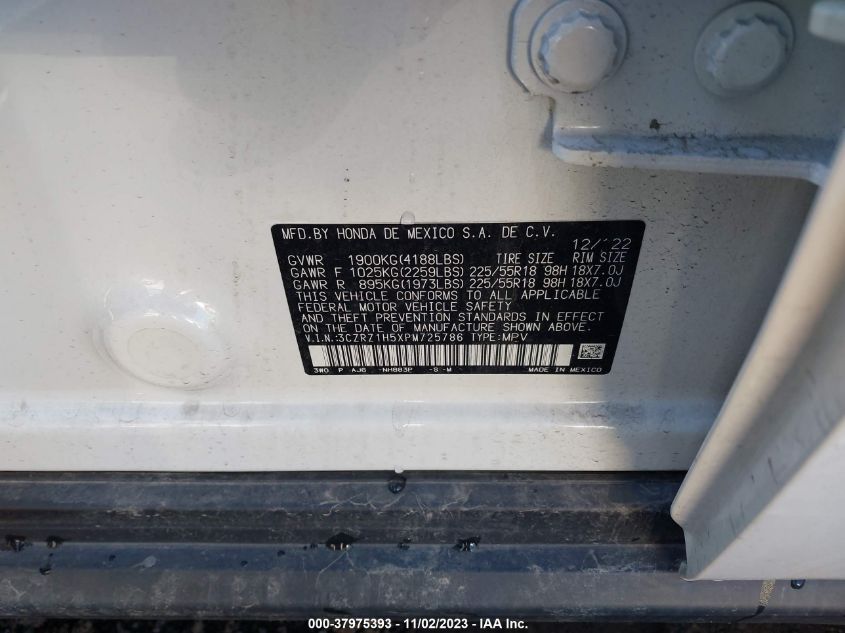 MFD.BY HONDA DE MEXICO S.A. DE C.V.
12/'22
GVWR 1900KG(4188LBS) TIRE SIZE RIM SIZE
GAWR F 1025KG(2259LBS) 225/55R18 98H 18X7.0J
GAWR R 895KG(1973LBS) 225/55R18 98H 18X7.0J
THIS VEHICLE CONFORMS TO ALL APPLICABLE
FEDERAL MOTOR VEHICLE SAFETY
AND THEFT PREVENTION STANDARDS IN EFFECT
ON THE DATE OF MANUFACTURE SHOWN ABOVE.
V.I.N.:3CZRZ1H5XPM725786 TYPE:MPV
3W0 P AJ6 NH883P -S-M MADE IN MEXICO
000-37975393 - 11/02/2023 - IAA Inc.